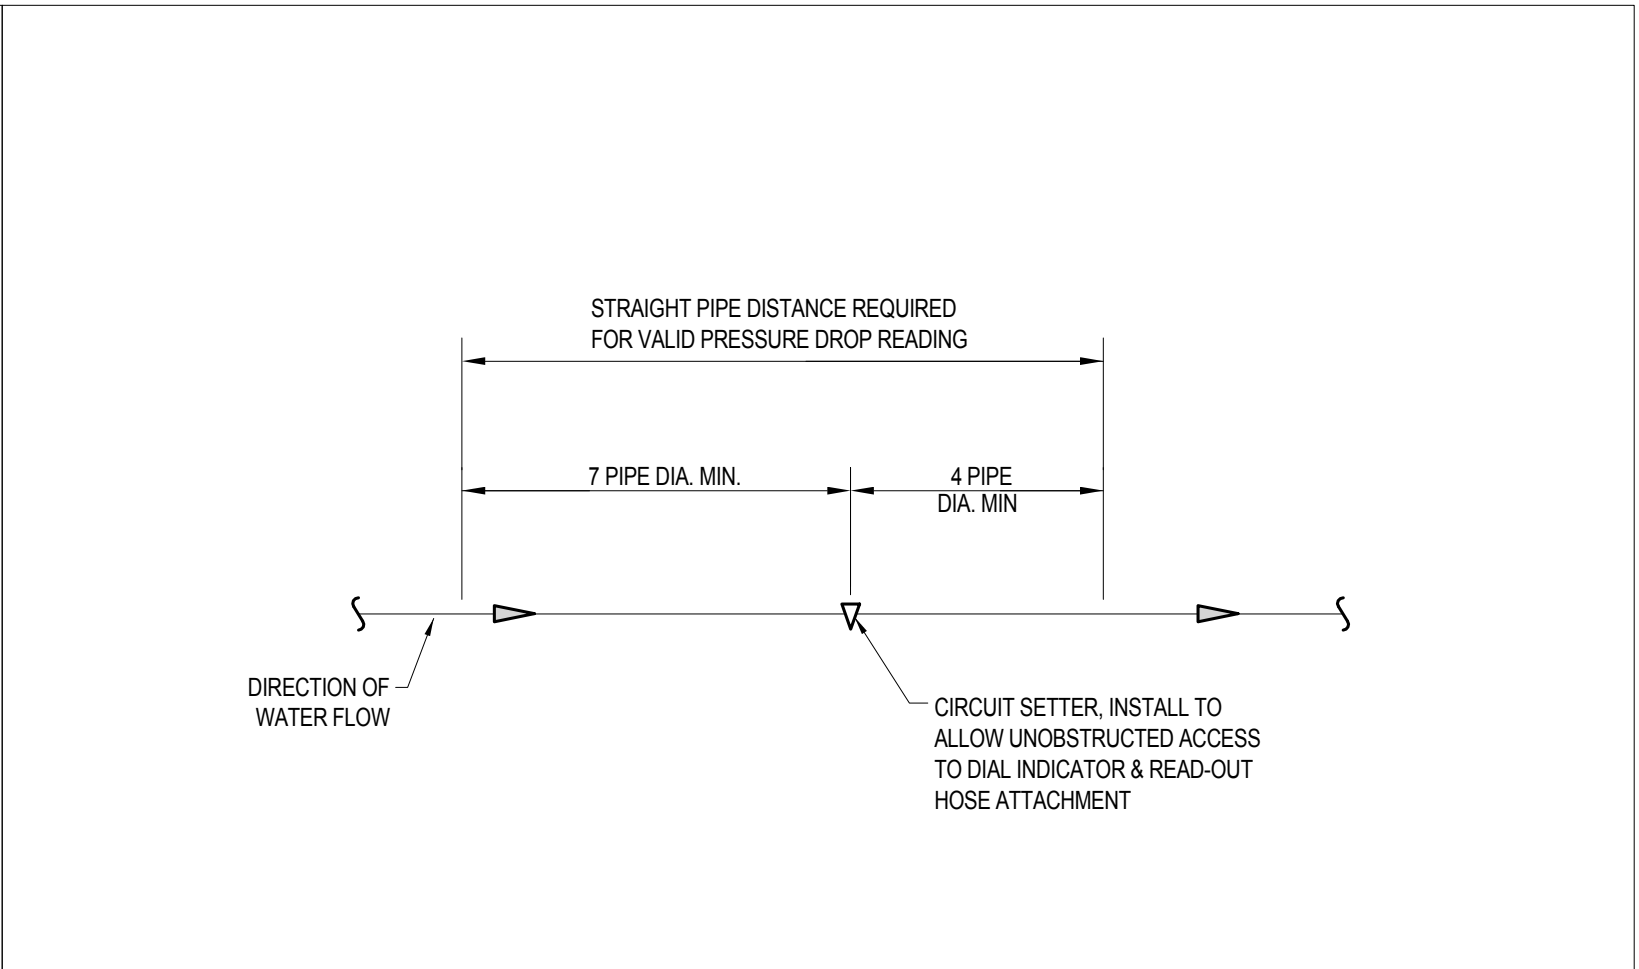 STRAIGHT PIPE DISTANCE REQUIRED
FOR VALID PRESSURE DROP READING
7 PIPE DIA. MIN.
4 PIPE
DIA. MIN
DIRECTION OF
WATER FLOW
CIRCUIT SETTER, INSTALL TO
ALLOW UNOBSTRUCTED ACCESS
TO DIAL INDICATOR & READ-OUT
HOSE ATTACHMENT